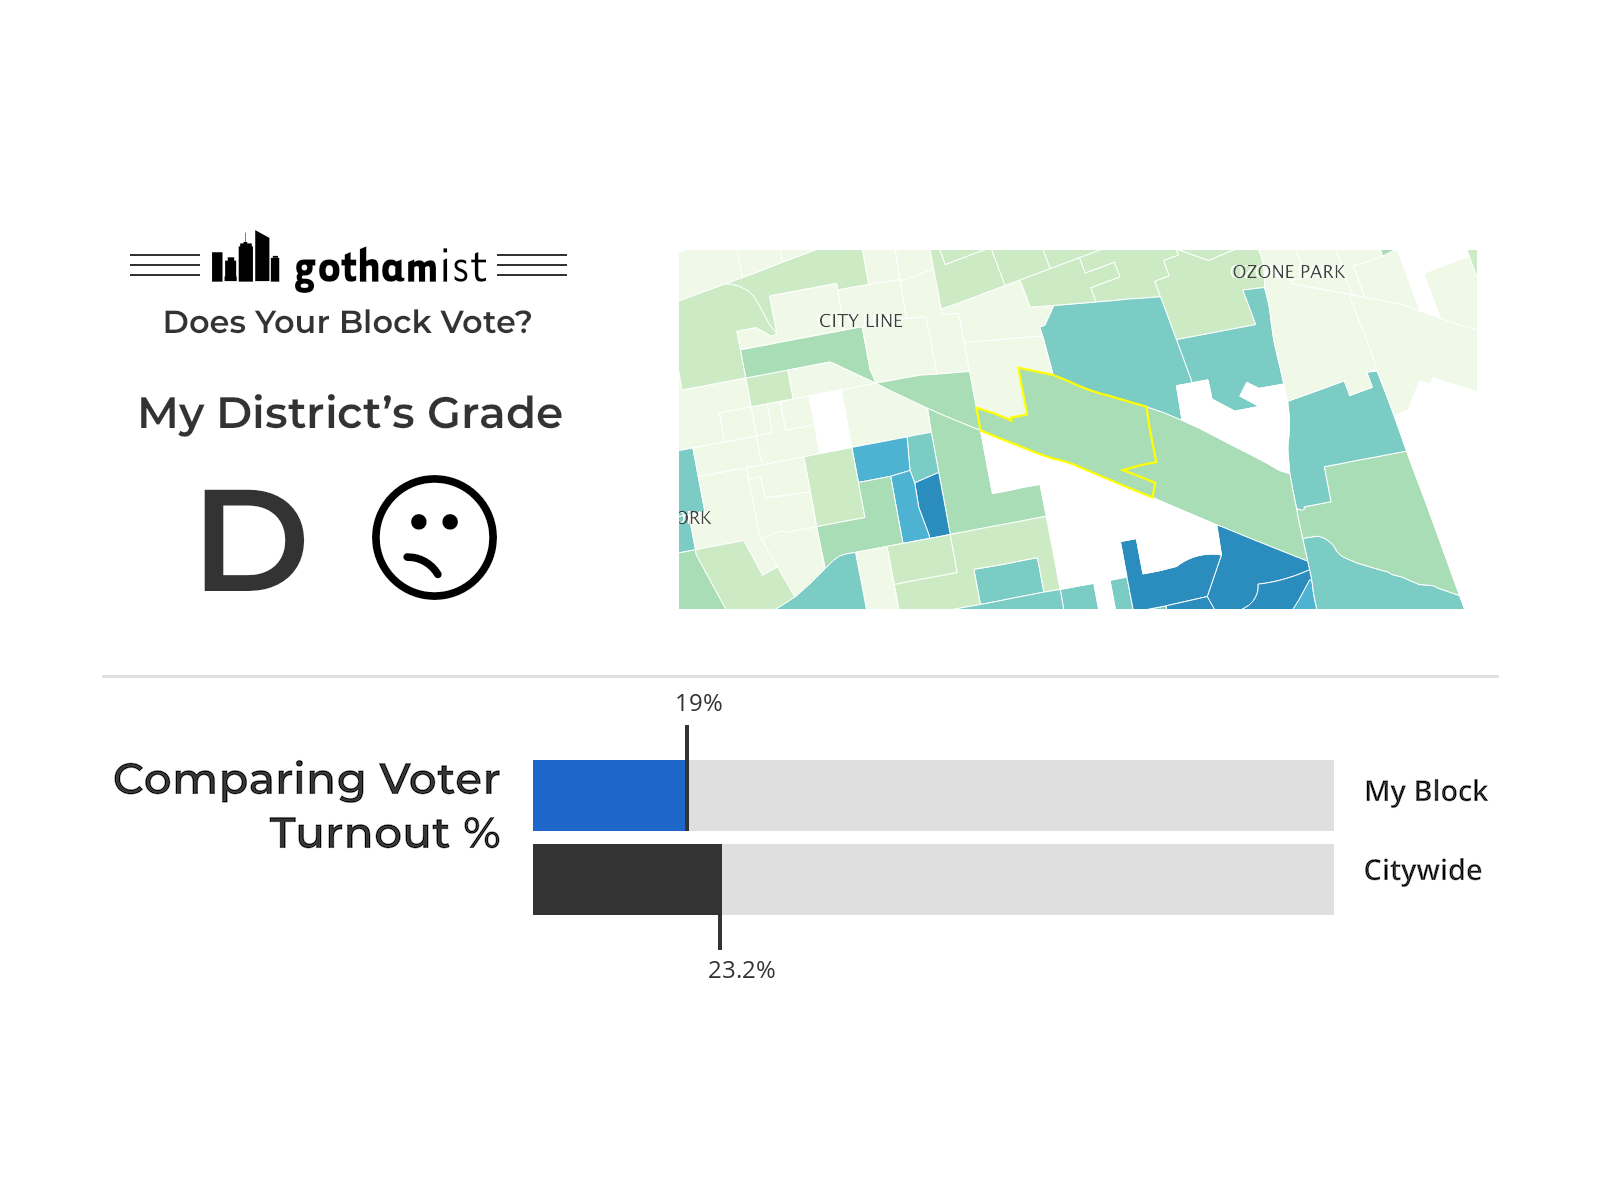 gothamist
Does Your Block Vote?
My District's Grade
D
OZONE PARK
CITY LINE
ORK
19%
Comparing Voter
Turnout %
My Block
Citywide
23.2%